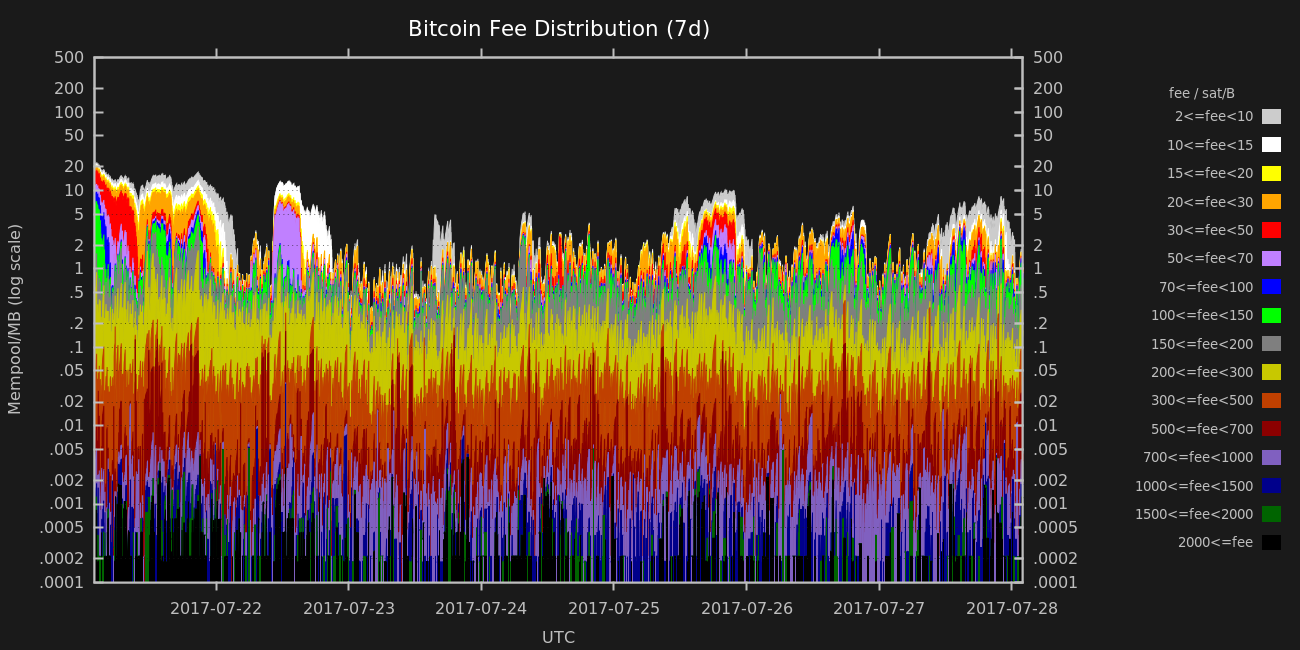 Bitcoin Fee Distribution (7d)
Mempool/MB (log scale)
500
200
100
50
20
10
5
2
1
.5
.2
.1
.05
.02
.01
.005
.002
.001
.0005
.0002
.0001
500
200
100
50
20
10
5
2
1
.5
.2
.1
.05
.02
.01
.005
.002
.001
.0005
.0002
.0001
2017-07-22 2017-07-23 2017-07-24 2017-07-25 2017-07-26 2017-07-27 2017-07-28
UTC
fee / sat/B
2<=fee<10
10<=fee<15
15<=fee<20
20<=fee<30
30<=fee<50
50<=fee<70
70<=fee<100
100<=fee<150
150<=fee<200
200<=fee<300
300<=fee<500
500<=fee<700
700<=fee<1000
1000<=fee<1500
1500<=fee<2000
2000<=fee